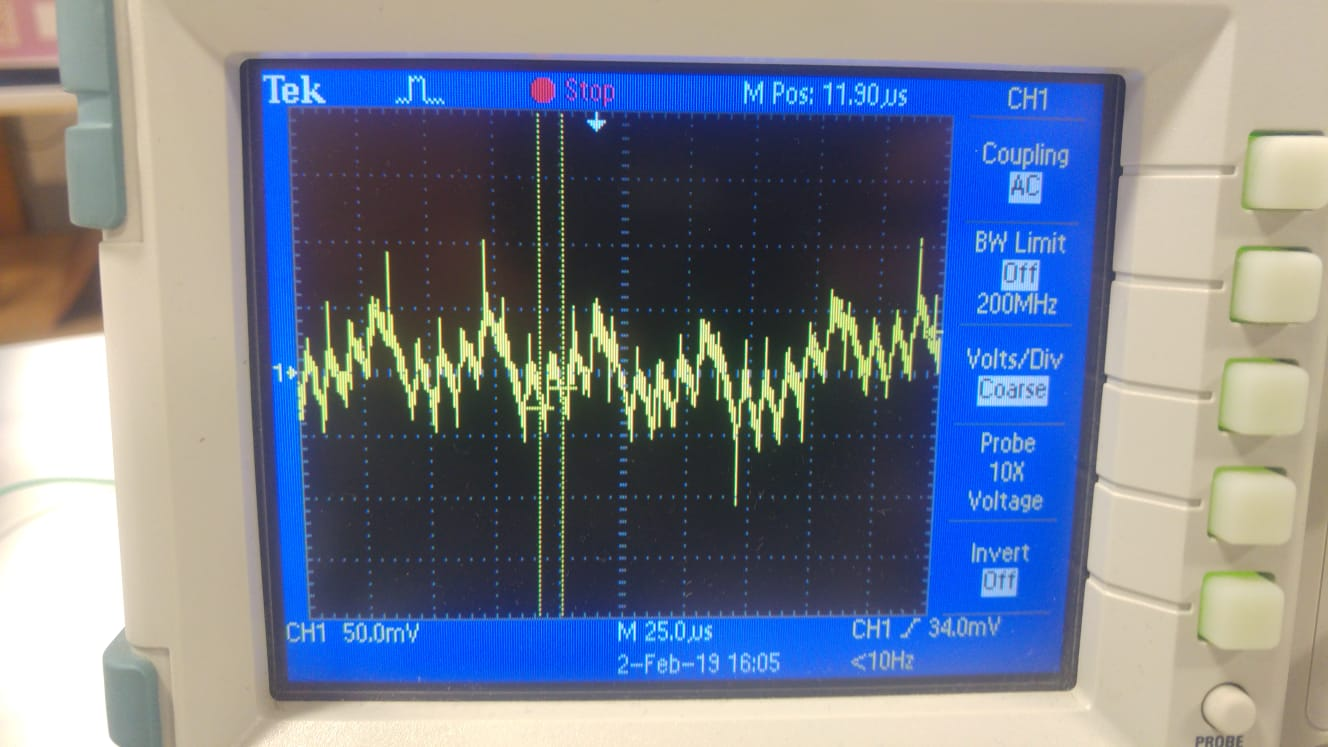 Tek Stop M Pos: 11.90µs CH1
Coupling
AC
BW Limit
Off
200MHz
1
Volts/Div
Coarse
Probe
10X
Voltage
Invert
Off
CH1 50.0mV M 25.0µs CH1 34.0mV
2-Feb-19 16:05 <10Hz
PROBE